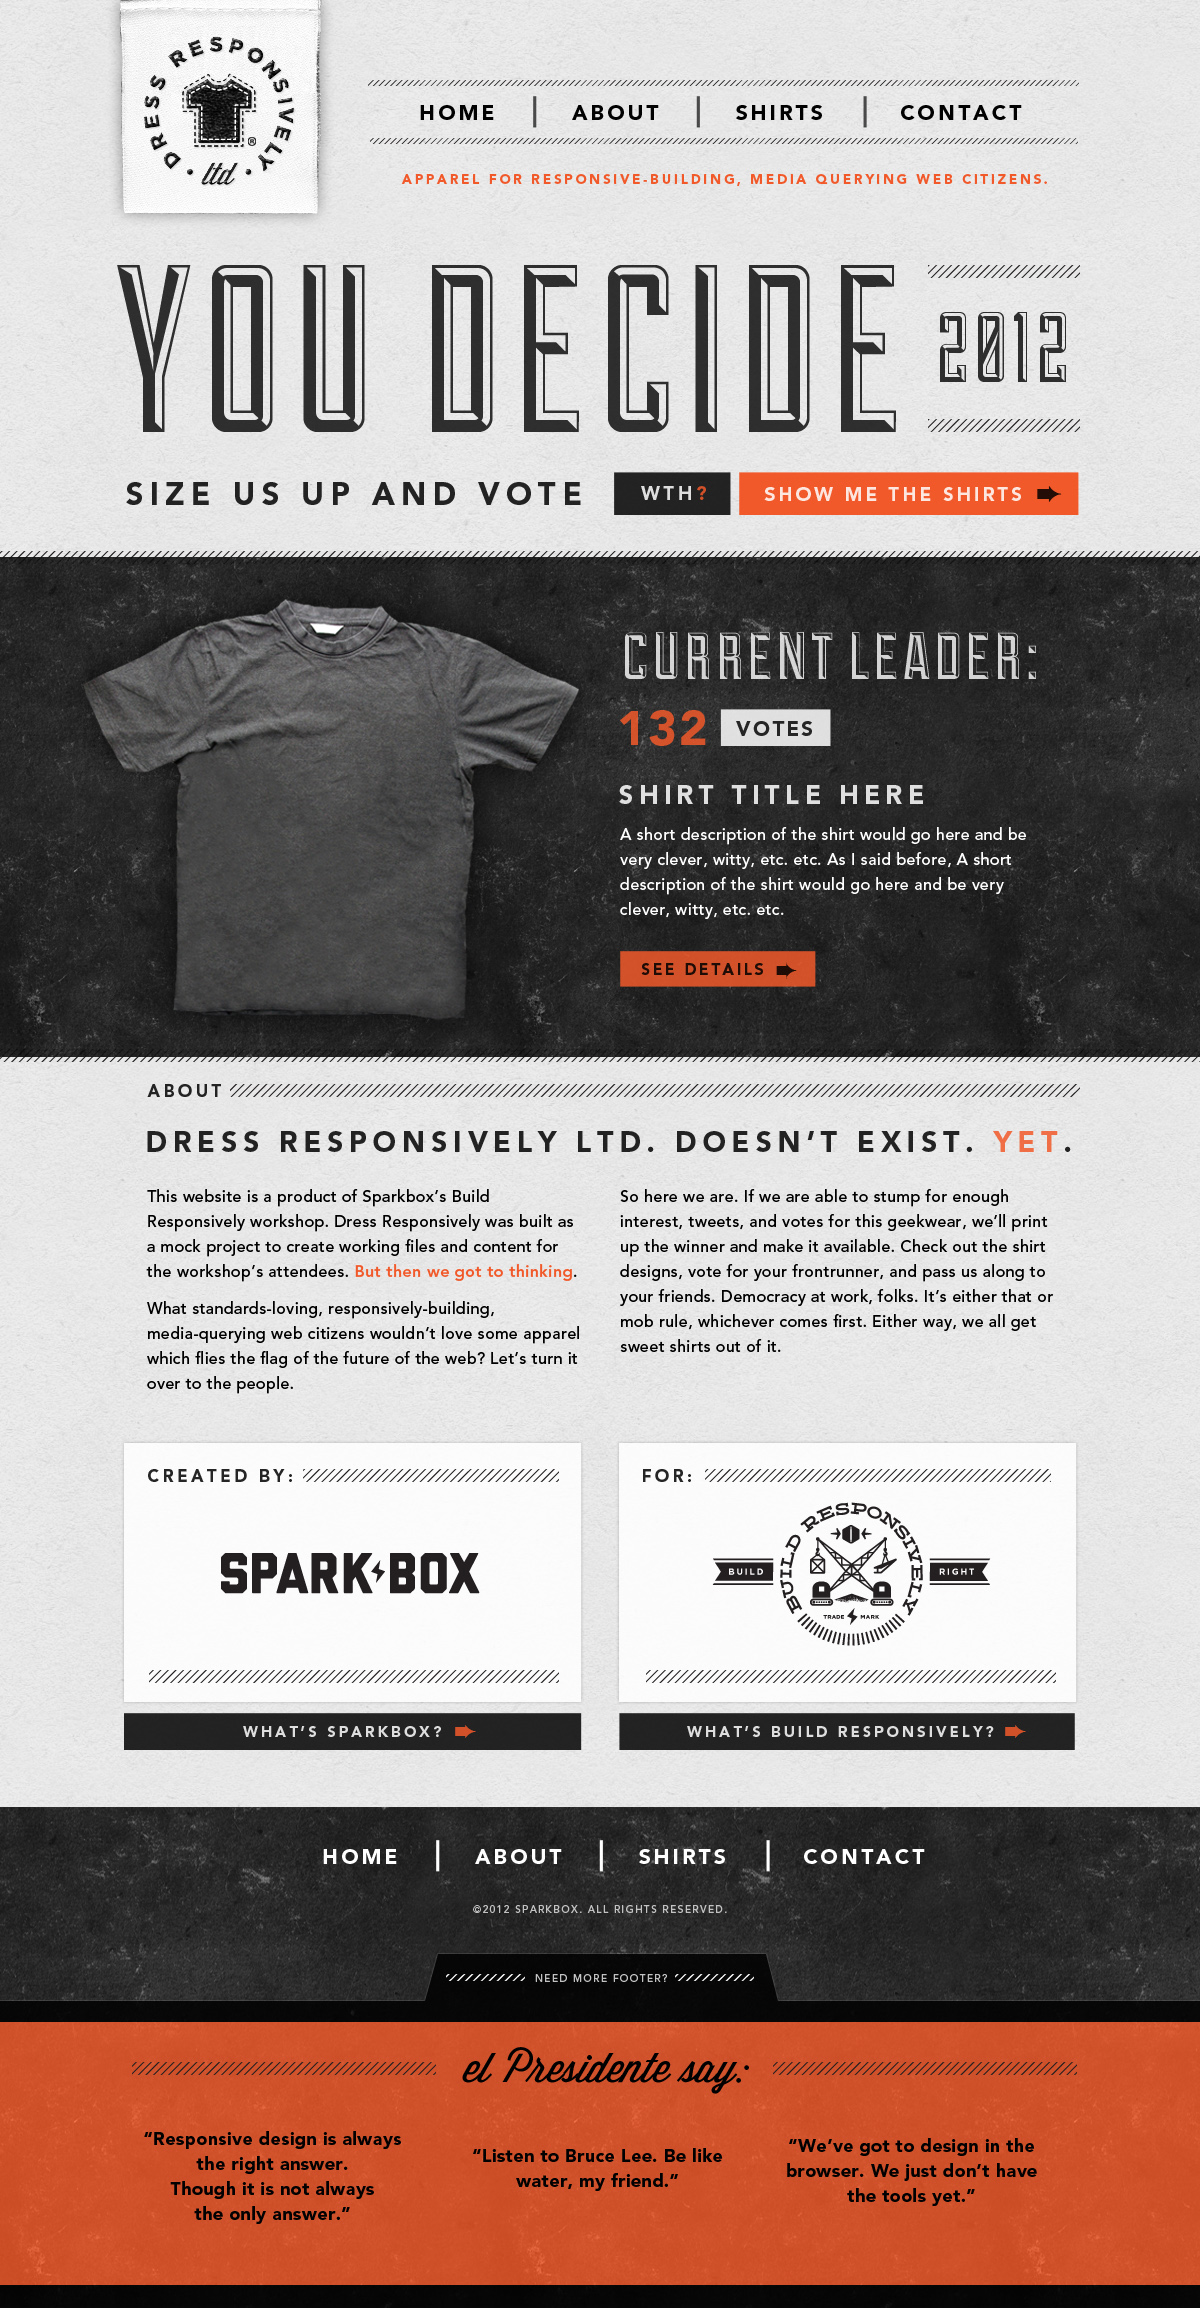 DRESS RESPONSIVELY
®
· ltd ·
HOME | ABOUT | SHIRTS | CONTACT
APPAREL FOR RESPONSIVE-BUILDING, MEDIA QUERYING WEB CITIZENS.
YOU DECIDE
2012
SIZE US UP AND VOTE
WTH?
SHOW ME THE SHIRTS
CURRENT LEADER:
132 VOTES
SHIRT TITLE HERE
A short description of the shirt would go here and be
very clever, witty, etc. etc. As I said before, A short
description of the shirt would go here and be very
clever, witty, etc. etc.
SEE DETAILS
ABOUT
DRESS RESPONSIVELY LTD. DOESN’T EXIST. YET.
This website is a product of Sparkbox’s Build
Responsively workshop. Dress Responsively was built as
a mock project to create working files and content for
the workshop’s attendees. But then we got to thinking.
What standards-loving, responsively-building,
media-querying web citizens wouldn’t love some apparel
which flies the flag of the future of the web? Let’s turn it
over to the people.
So here we are. If we are able to stump for enough
interest, tweets, and votes for this geekwear, we’ll print
up the winner and make it available. Check out the shirt
designs, vote for your frontrunner, and pass us along to
your friends. Democracy at work, folks. It’s either that or
mob rule, whichever comes first. Either way, we all get
sweet shirts out of it.
CREATED BY:
SPARKBOX
WHAT’S SPARKBOX?
FOR:
BUILD RESPONSIVELY
BUILD
RIGHT
TRADE MARK
WHAT’S BUILD RESPONSIVELY?
HOME | ABOUT | SHIRTS | CONTACT
©2012 SPARKBOX. ALL RIGHTS RESERVED.
NEED MORE FOOTER?
el Presidente say:
“Responsive design is always
the right answer.
Though it is not always
the only answer.”
“Listen to Bruce Lee. Be like
water, my friend.”
“We’ve got to design in the
browser. We just don’t have
the tools yet.”